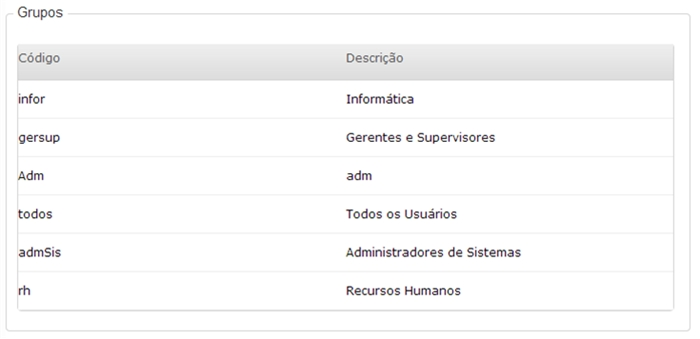 Grupos
Código Descrição
infor Informática
gersup Gerentes e Supervisores
Adm adm
todos Todos os Usuários
admSis Administradores de Sistemas
rh Recursos Humanos